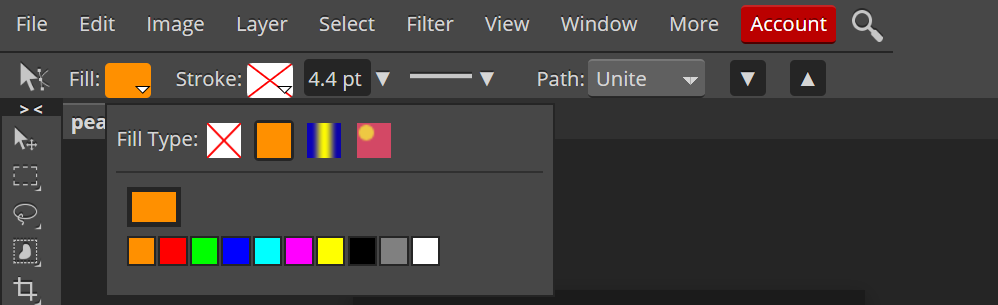 File Edit Image Layer Select Filter View Window More Account
Fill: Stroke: 4.4 pt Path: Unite
> <
pea
Fill Type: